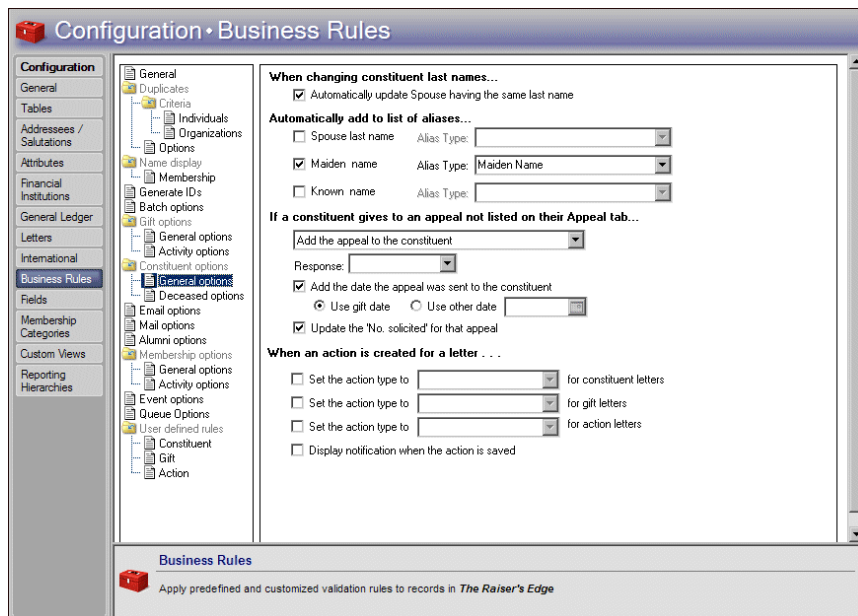 Configuration • Business Rules
Configuration
General
Tables
Addressees /
Salutations
Attributes
Financial
Institutions
General Ledger
Letters
International
Business Rules
Fields
Membership
Categories
Custom Views
Reporting
Hierarchies
General
Duplicates
Criteria
Individuals
Organizations
Options
Name display
Membership
Generate IDs
Batch options
Gift options
General options
Activity options
Constituent options
General options
Deceased options
Email options
Mail options
Alumni options
Membership options
General options
Activity options
Event options
Queue Options
User defined rules
Constituent
Gift
Action
When changing constituent last names...
Automatically update Spouse having the same last name
Automatically add to list of aliases...
Spouse last name Alias Type:
Maiden name Alias Type: Maiden Name
Known name Alias Type:
If a constituent gives to an appeal not listed on their Appeal tab...
Add the appeal to the constituent
Response:
Add the date the appeal was sent to the constituent
Use gift date Use other date
Update the 'No. solicited' for that appeal
When an action is created for a letter . . .
Set the action type to for constituent letters
Set the action type to for gift letters
Set the action type to for action letters
Display notification when the action is saved
Business Rules
Apply predefined and customized validation rules to records in The Raiser's Edge